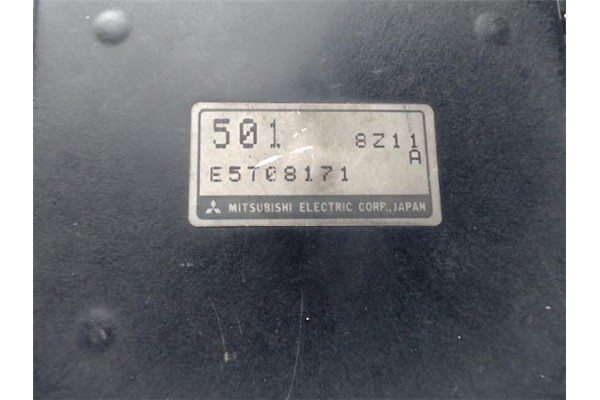 501 8Z11
A
E5T08171
MITSUBISHI ELECTRIC CORP., JAPAN